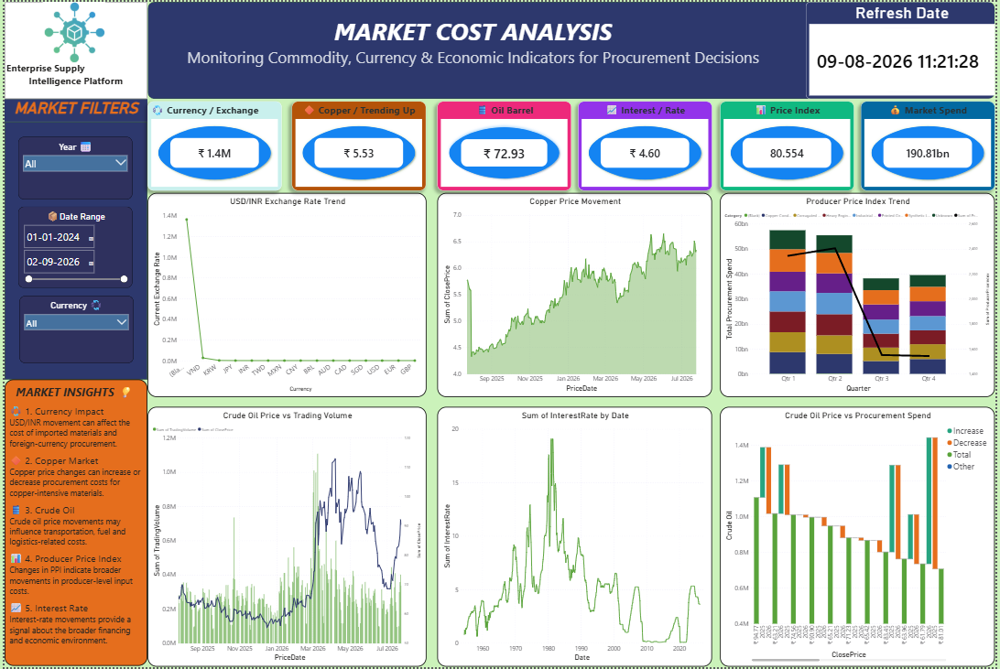 Enterprise Supply
Intelligence Platform
MARKET COST ANALYSIS
Monitoring Commodity, Currency & Economic Indicators for Procurement Decisions
Refresh Date
09-08-2026 11:21:28
MARKET FILTERS
Year
All
Date Range
01-01-2024
02-09-2026
Currency
All
MARKET INSIGHTS
1. Currency Impact
USD/INR movement can affect the
cost of imported materials and
foreign-currency procurement.
2. Copper Market
Copper price changes can increase or
decrease procurement costs for
copper-intensive materials.
3. Crude Oil
Crude oil price movements may
influence transportation, fuel and
logistics-related costs.
4. Producer Price Index
Changes in PPI indicate broader
movements in producer-level input
costs.
5. Interest Rate
Interest-rate movements provide a
signal about the broader financing
and economic environment.
Currency / Exchange
₹ 1.4M
Copper / Trending Up
₹ 5.53
Oil Barrel
₹ 72.93
Interest / Rate
₹ 4.60
Price Index
80.554
Market Spend
190.81bn
USD/INR Exchange Rate Trend
Current Exchange Rate
1.4M
1.2M
1.0M
0.8M
0.6M
0.4M
0.2M
0.0M
(Bla... VND KRW JPY INR TWD MXN CNY BRL AUD CAD SGD USD EUR GBP
Currency
Copper Price Movement
Sum of ClosePrice
7.0
6.5
6.0
5.5
5.0
4.5
4.0
Sep 2025 Nov 2025 Jan 2026 Mar 2026 May 2026 Jul 2026
PriceDate
Producer Price Index Trend
Category
Total Procurement Spend
60bn
50bn
40bn
30bn
20bn
10bn
0bn
Qtr 1 Qtr 2 Qtr 3 Qtr 4
Quarter
Crude Oil Price vs Trading Volume
Sum of TradingVolume Sum of ClosePrice
Sum of TradingVolume
1.2M
1.0M
0.8M
0.6M
0.4M
0.2M
0.0M
Sum of ClosePrice
Sep 2025 Nov 2025 Jan 2026 Mar 2026 May 2026 Jul 2026
PriceDate
Sum of InterestRate by Date
Sum of InterestRate
20
15
10
5
0
1960 1970 1980 1990 2000 2010 2020
Date
Crude Oil Price vs Procurement Spend
Increase
Decrease
Total
Other
Crude Oil
1.4M
1.2M
1.0M
0.8M
0.6M
0.4M
ClosePrice